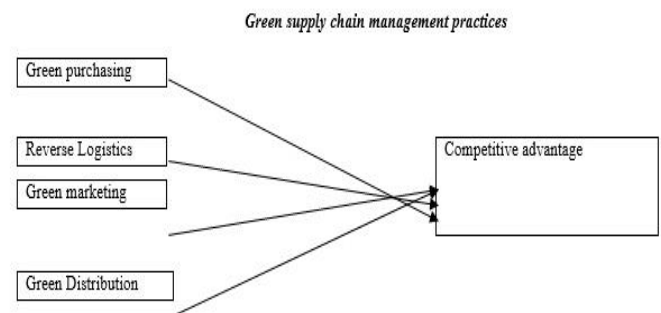 Green supply chain management practices
Green purchasing
Reverse Logistics
Competitive advantage
Green marketing
Green Distribution